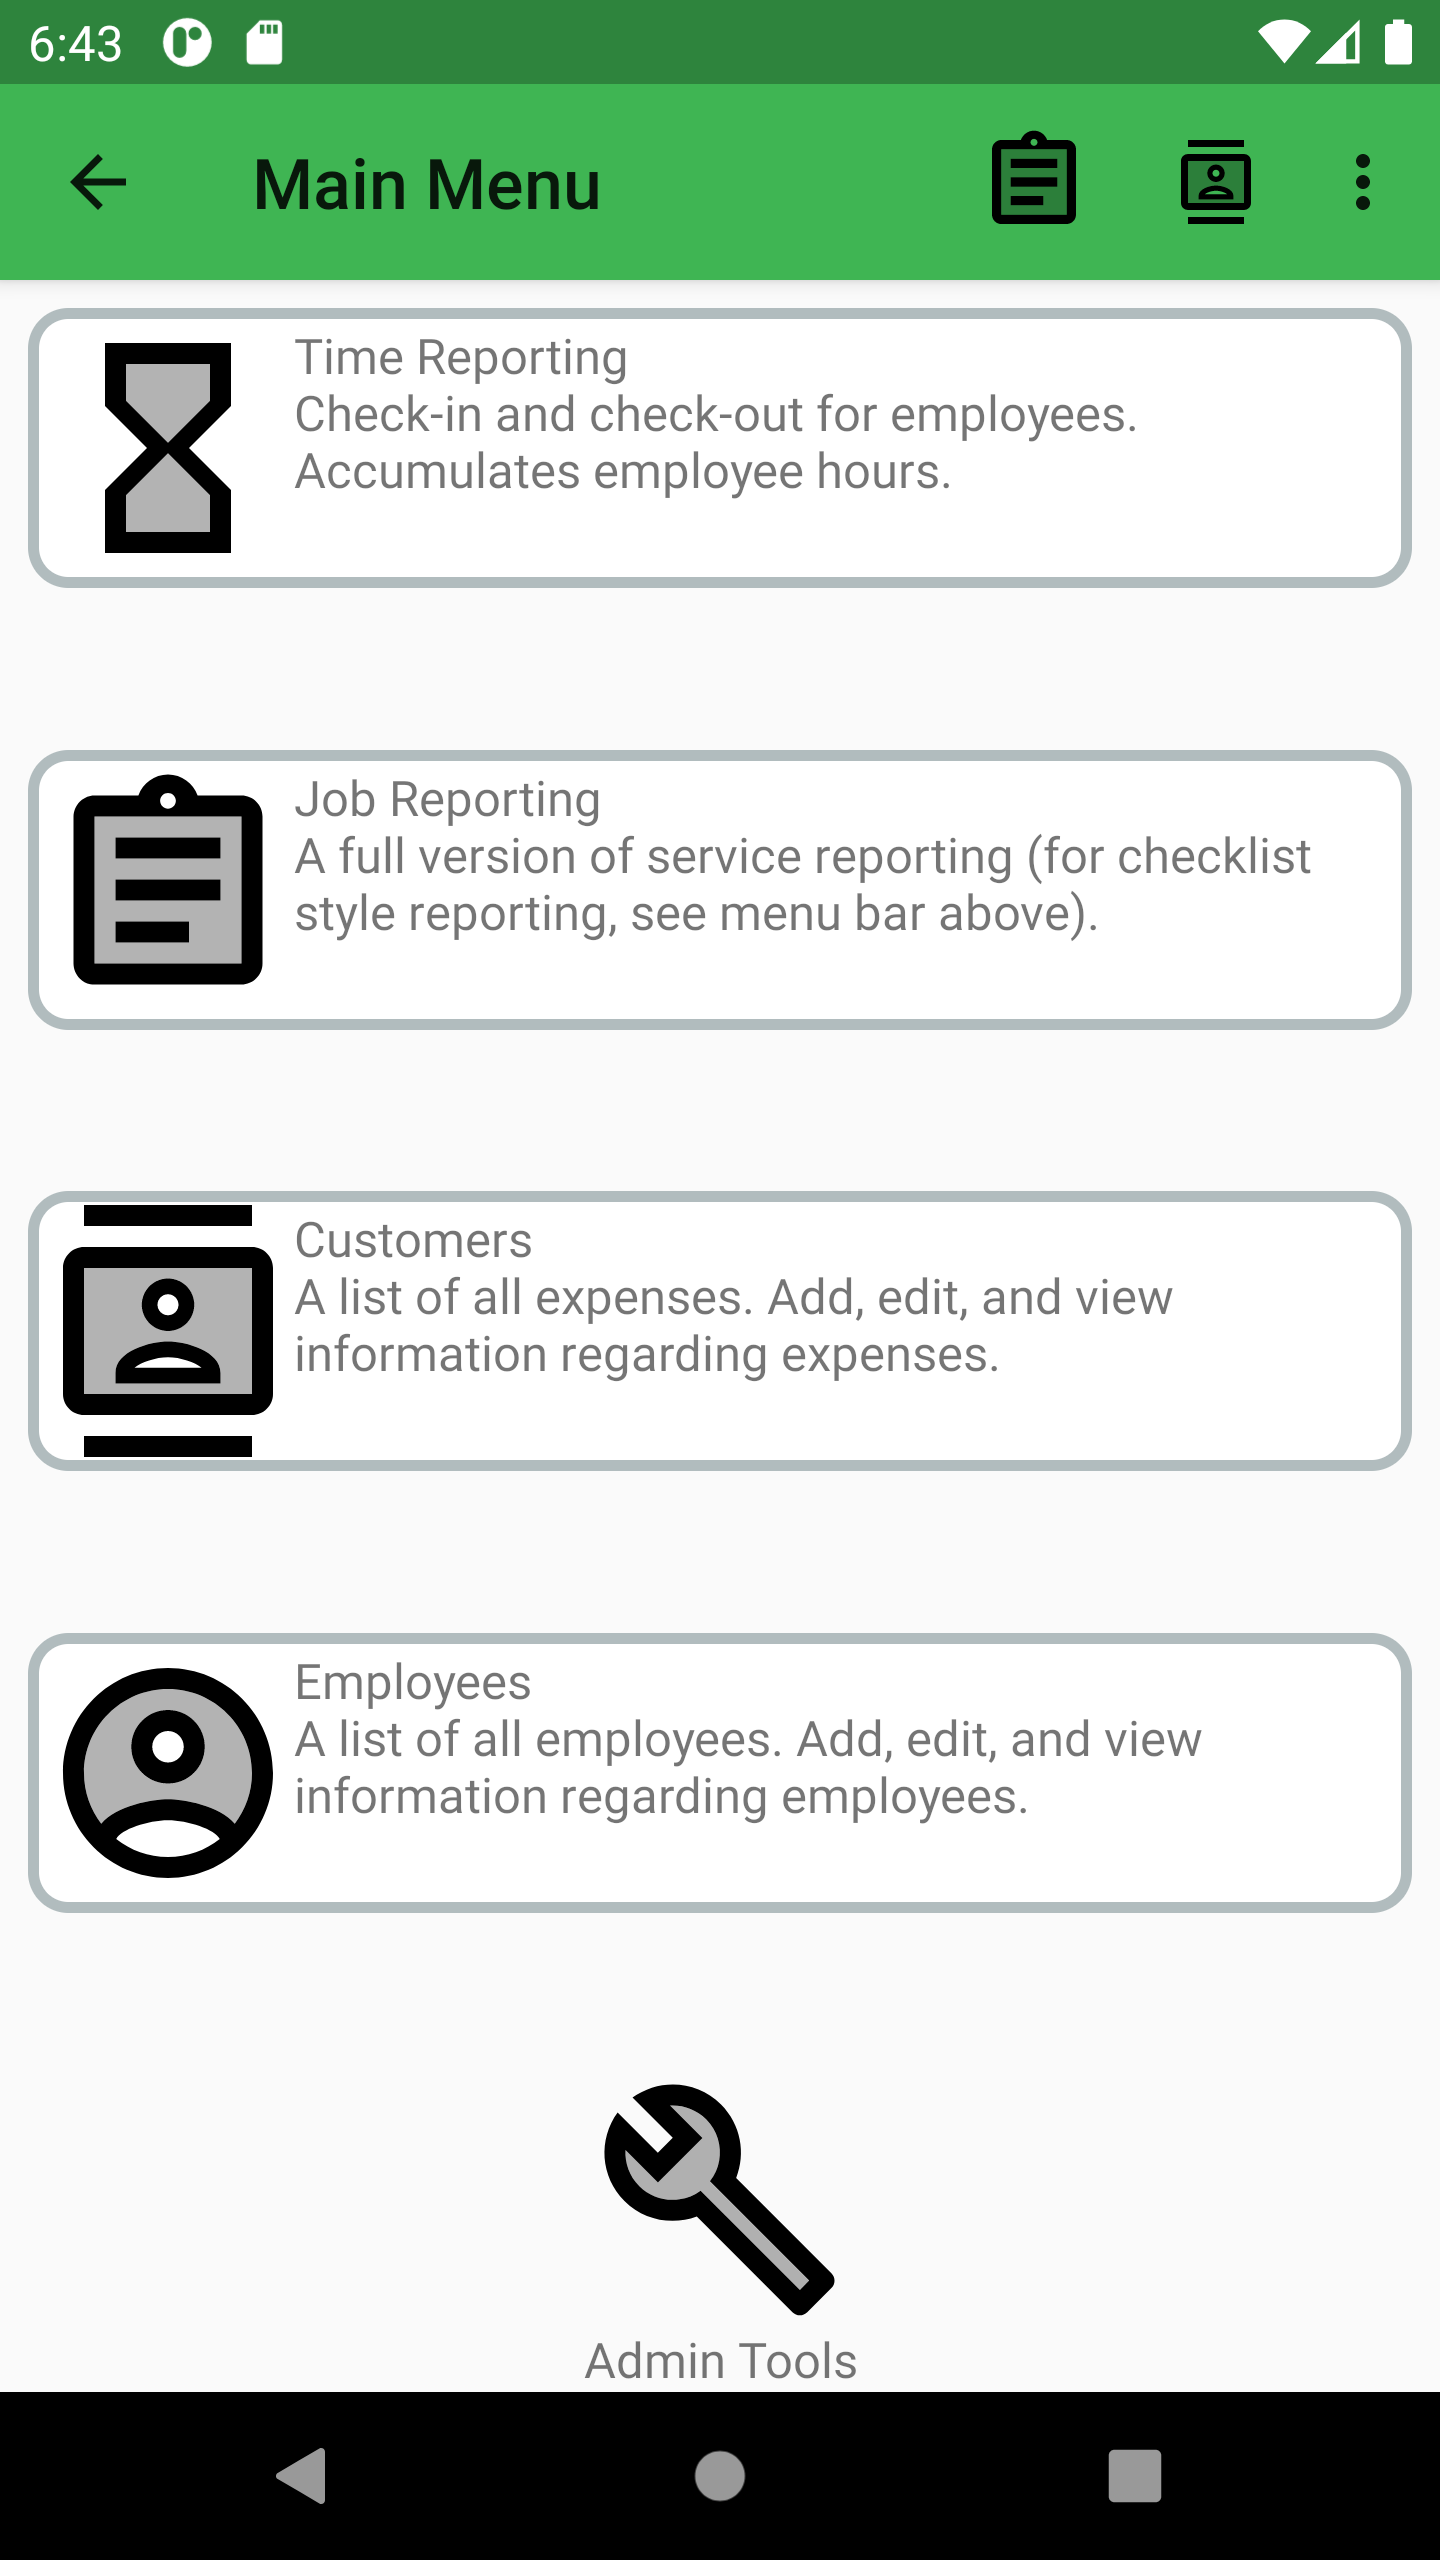 6:43
Main Menu
Time Reporting
Check-in and check-out for employees.
Accumulates employee hours.
Job Reporting
A full version of service reporting (for checklist
style reporting, see menu bar above).
Customers
A list of all expenses. Add, edit, and view
information regarding expenses.
Employees
A list of all employees. Add, edit, and view
information regarding employees.
Admin Tools